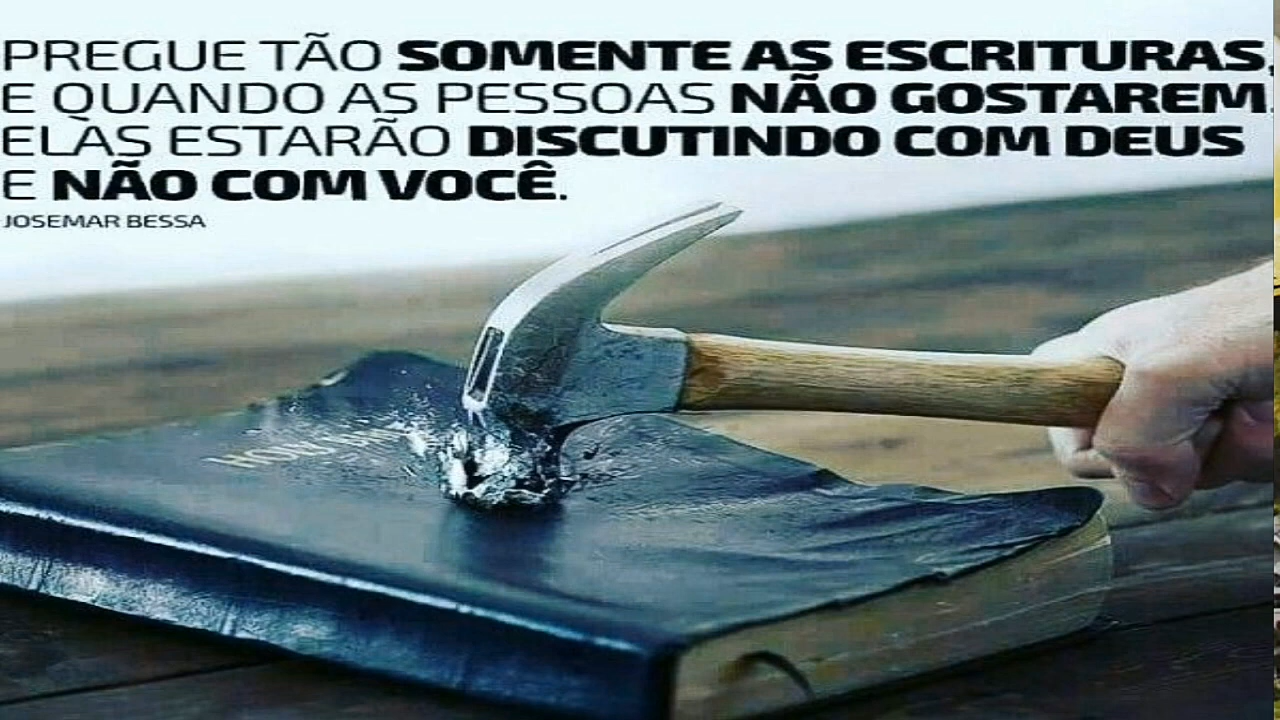 PREGUE TÃO SOMENTE AS ESCRITURAS,
E QUANDO AS PESSOAS NÃO GOSTAREM.
ELAS ESTARÃO DISCUTINDO COM DEUS
E NÃO COM VOCÊ.
JOSEMAR BESSA
HOLY